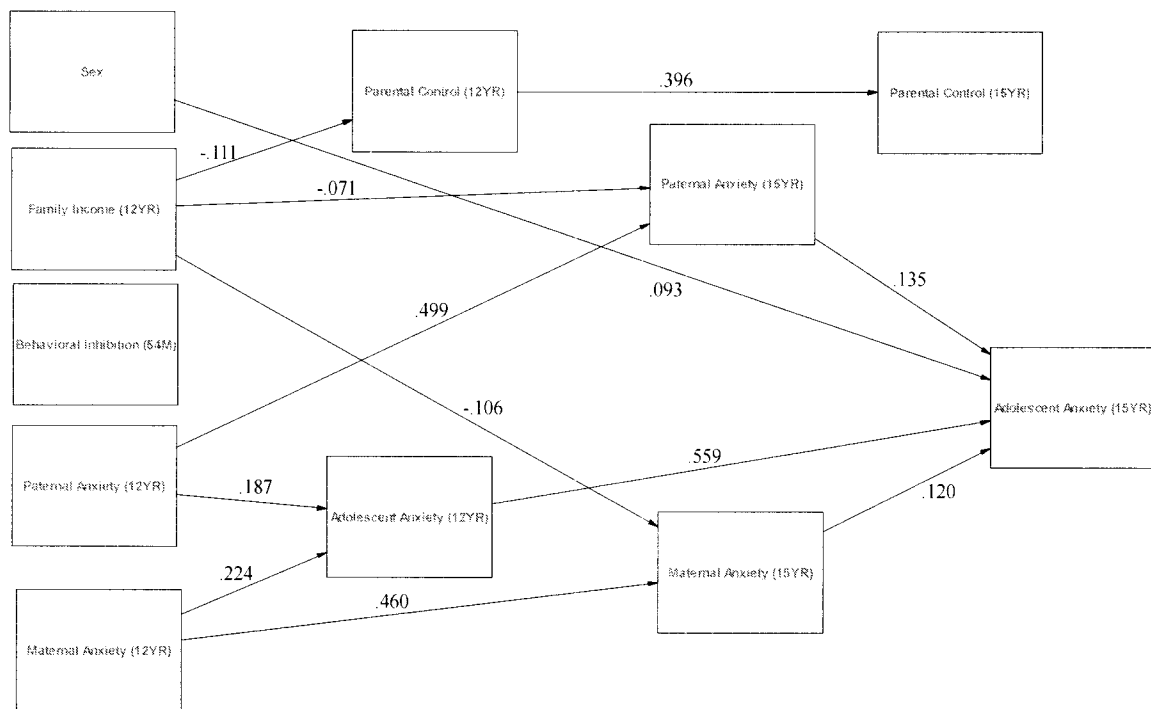 Sex
Parental Control (12YR)
.396
Parental Control (15YR)
-.111
Paternal Anxiety (15YR)
-.071
Family Income (12YR)
.135
.093
.499
Behavioral Inhibition (54M)
Adolescent Anxiety (15YR)
-.106
.559
Paternal Anxiety (12YR)
.187
.120
Adolescent Anxiety (12YR)
Maternal Anxiety (15YR)
.224
.460
Maternal Anxiety (12YR)